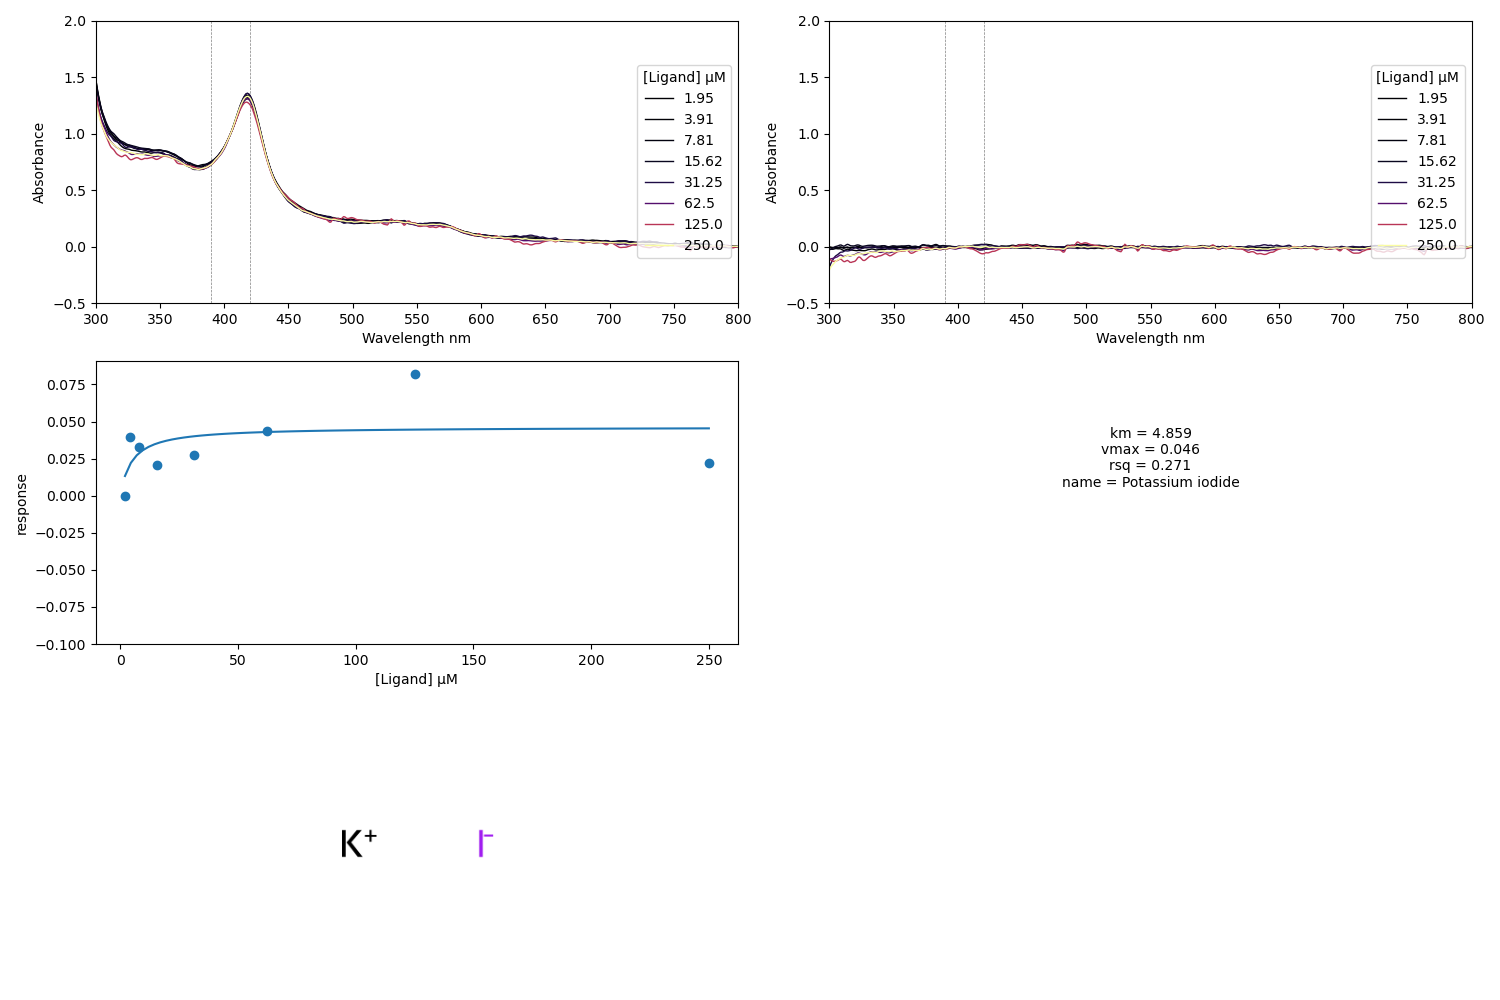 2.0
1.5
1.0
0.5
0.0
−0.5
Absorbance
300 350 400 450 500 550 600 650 700 750 800
Wavelength nm
[Ligand] µM
1.95
3.91
7.81
15.62
31.25
62.5
125.0
250.0
2.0
1.5
1.0
0.5
0.0
−0.5
Absorbance
300 350 400 450 500 550 600 650 700 750 800
Wavelength nm
[Ligand] µM
1.95
3.91
7.81
15.62
31.25
62.5
125.0
250.0
0.075
0.050
0.025
0.000
−0.025
−0.050
−0.075
−0.100
response
0 50 100 150 200 250
[Ligand] µM
km = 4.859
vmax = 0.046
rsq = 0.271
name = Potassium iodide
K⁺ I⁻